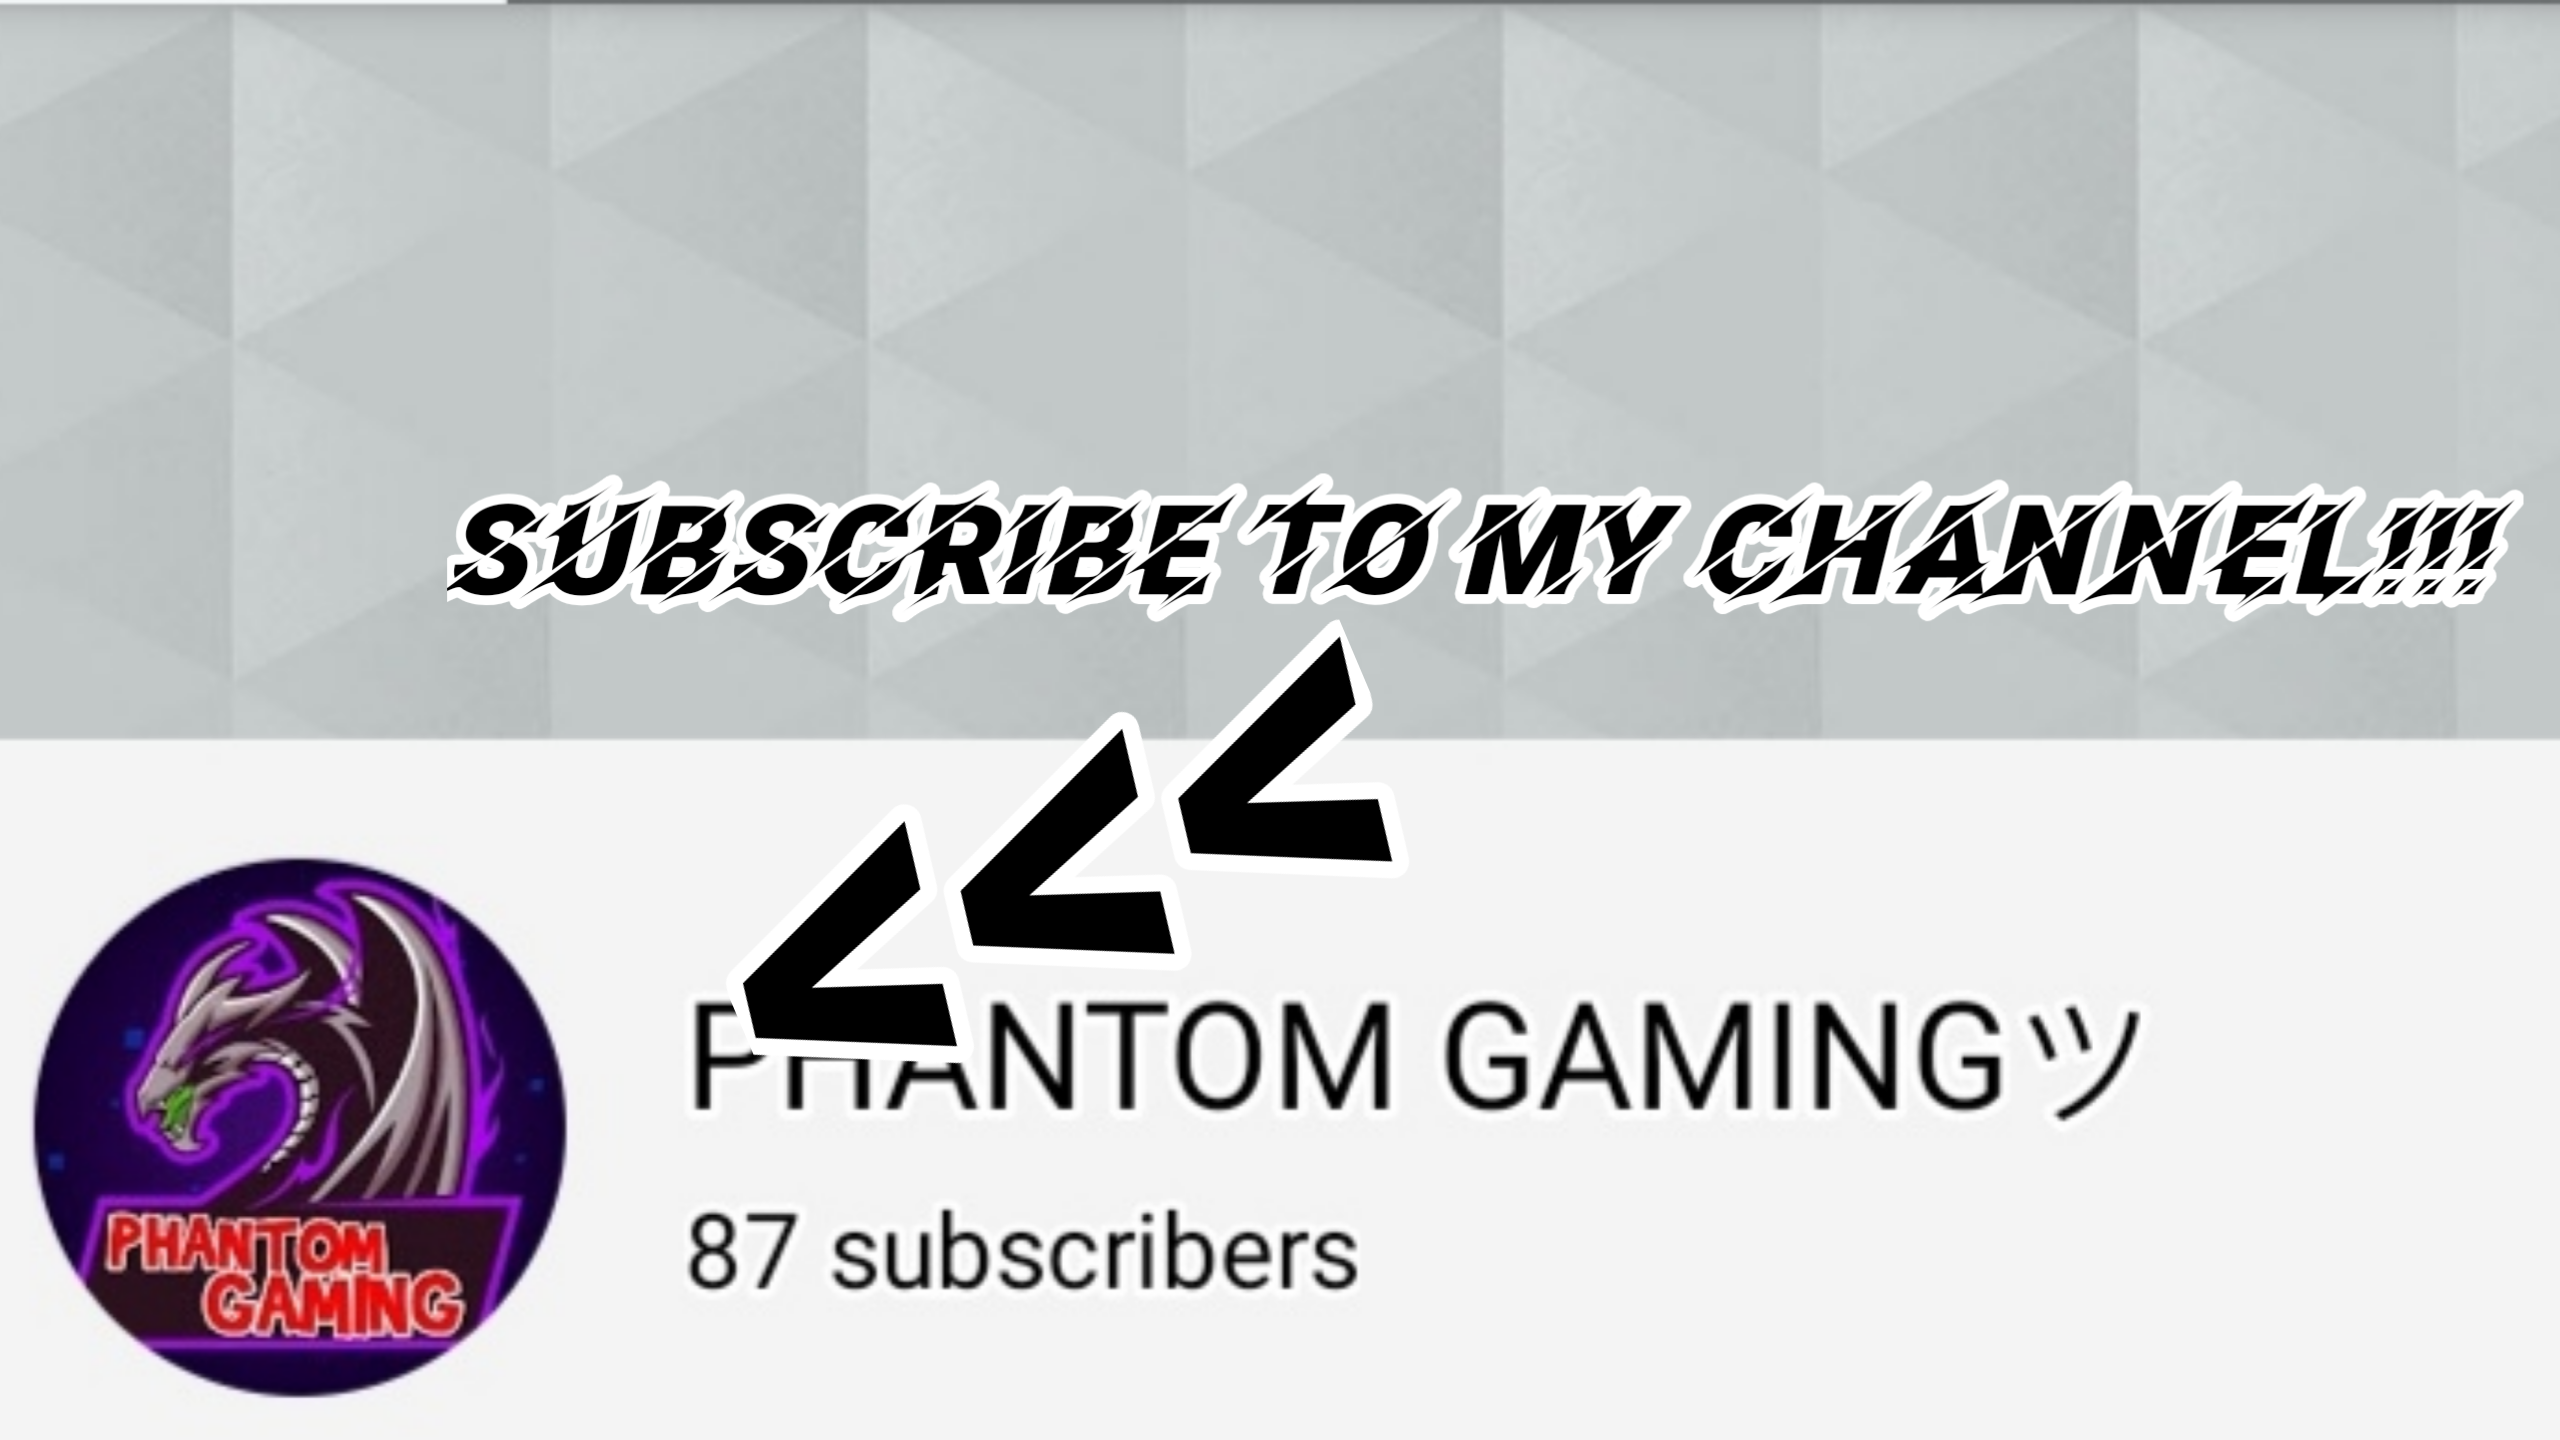 SUBSCRIBE TO MY CHANNEL!!!
<<<
PHANTOM GAMINGツ
87 subscribers
PHANTOM
GAMING